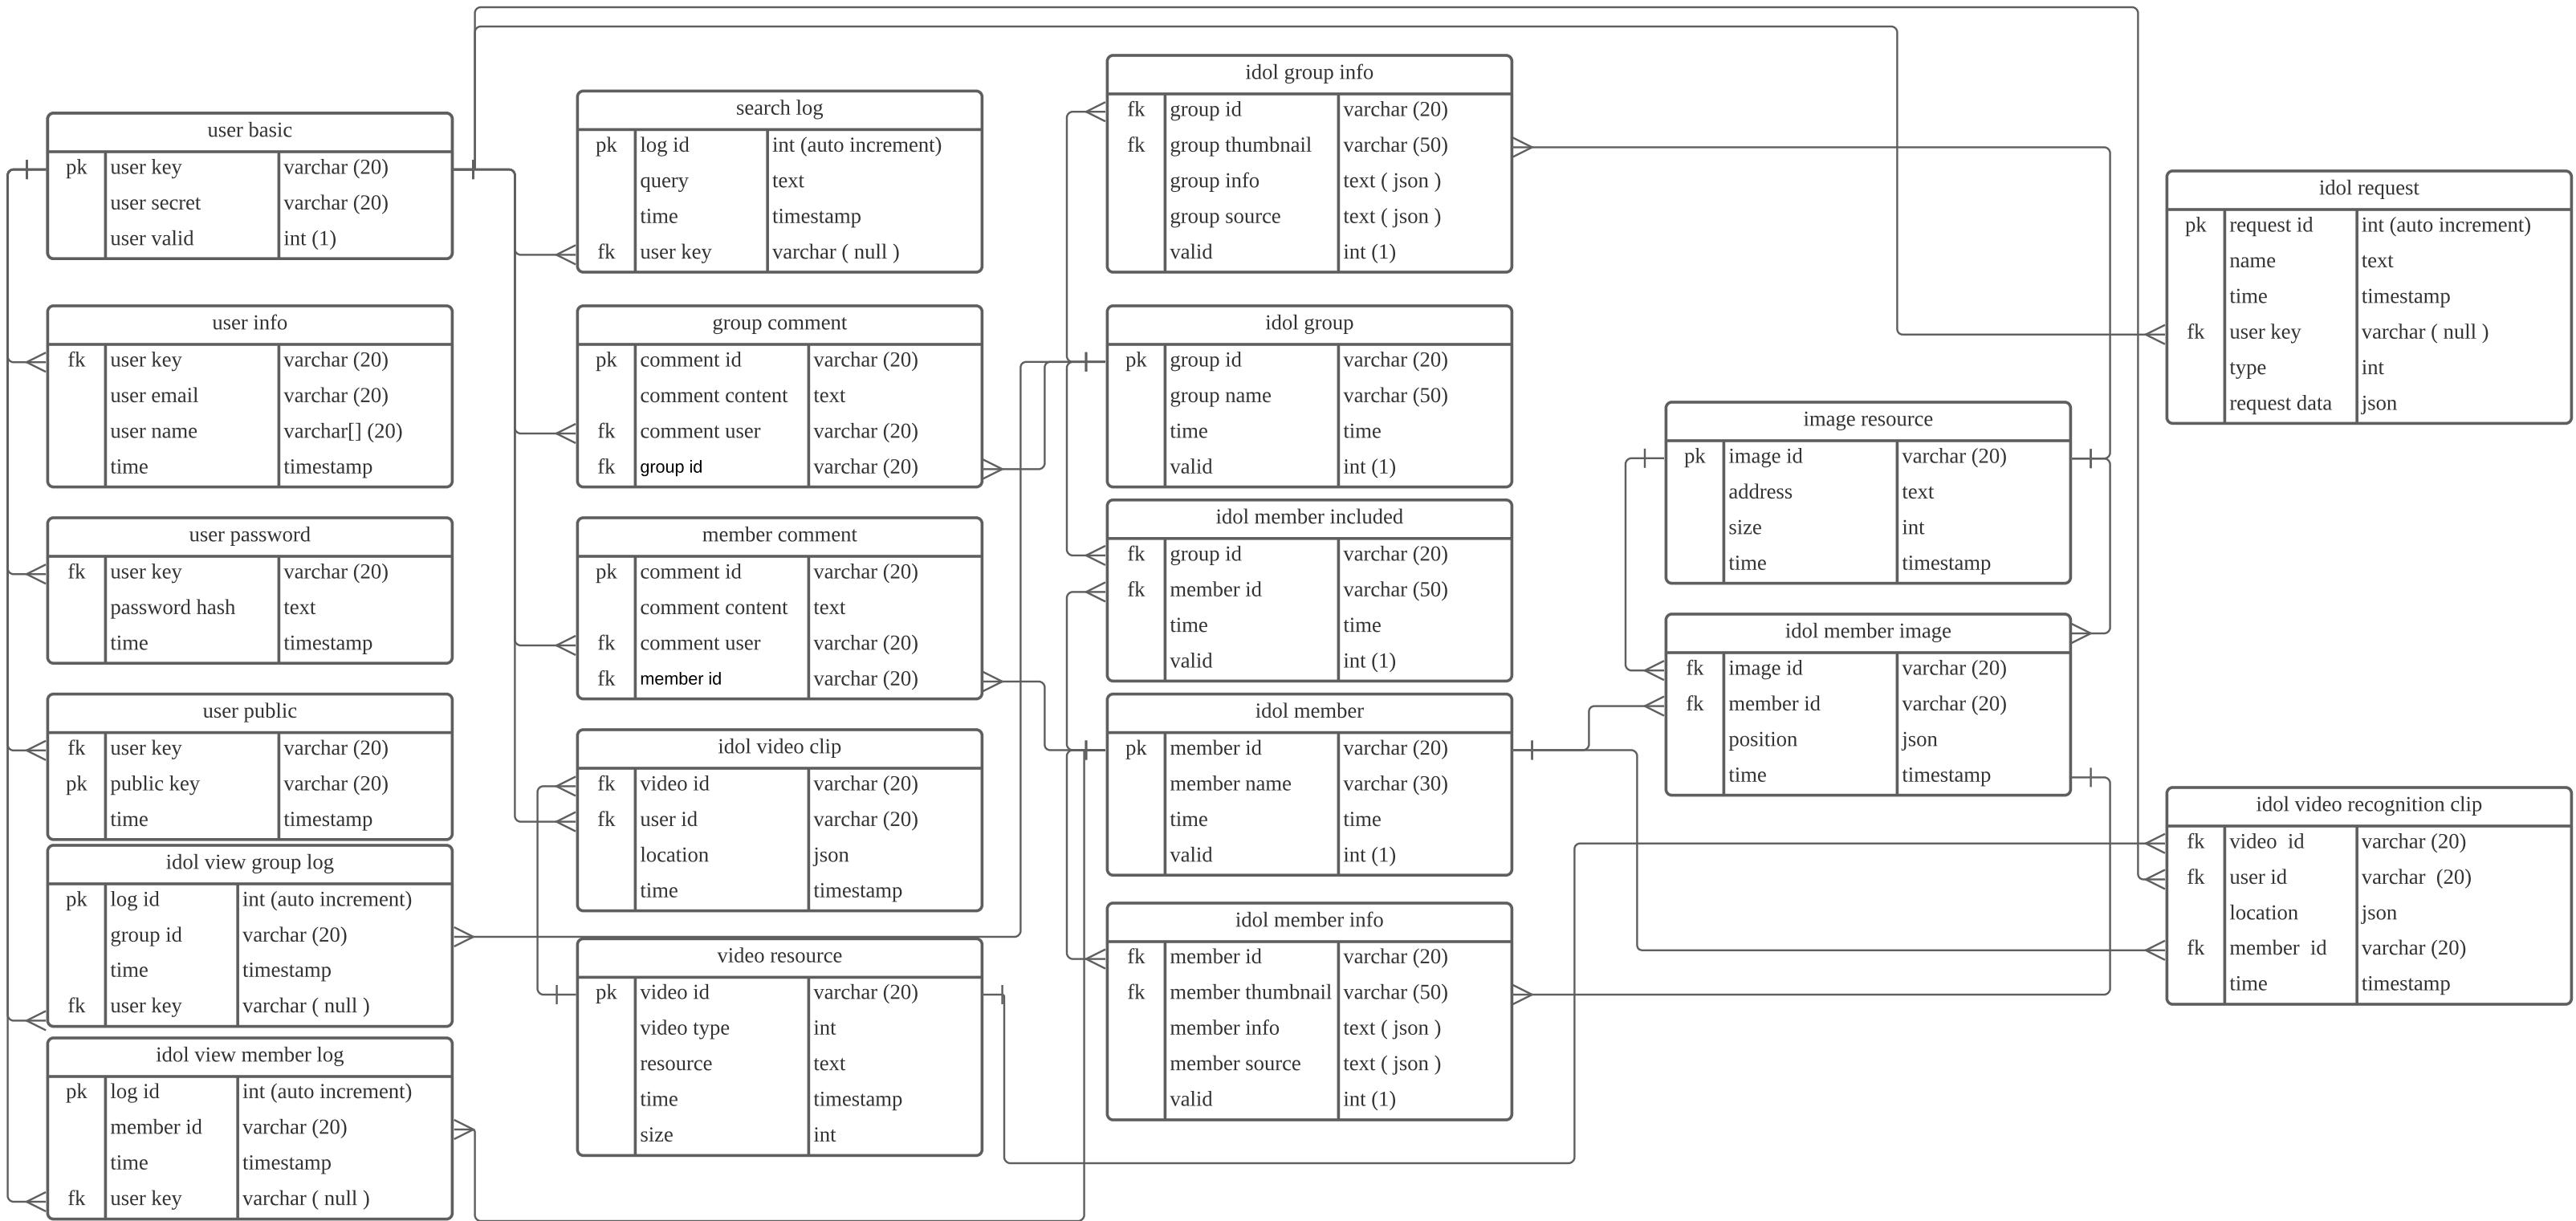 user basic
pk user key varchar (20)
user secret varchar (20)
user valid int (1)
user info
fk user key varchar (20)
user email varchar (20)
user name varchar[] (20)
time timestamp
user password
fk user key varchar (20)
password hash text
time timestamp
user public
fk user key varchar (20)
pk public key varchar (20)
time timestamp
idol view group log
pk log id int (auto increment)
group id varchar (20)
time timestamp
fk user key varchar ( null )
idol view member log
pk log id int (auto increment)
member id varchar (20)
time timestamp
fk user key varchar ( null )
search log
pk log id int (auto increment)
query text
time timestamp
fk user key varchar ( null )
group comment
pk comment id varchar (20)
comment content text
fk comment user varchar (20)
fk group id varchar (20)
member comment
pk comment id varchar (20)
comment content text
fk comment user varchar (20)
fk member id varchar (20)
idol video clip
fk video id varchar (20)
fk user id varchar (20)
location json
time timestamp
video resource
pk video id varchar (20)
video type int
resource text
time timestamp
size int
idol group info
fk group id varchar (20)
fk group thumbnail varchar (50)
group info text ( json )
group source text ( json )
valid int (1)
idol group
pk group id varchar (20)
group name varchar (50)
time time
valid int (1)
idol member included
fk group id varchar (20)
fk member id varchar (50)
time time
valid int (1)
idol member
pk member id varchar (20)
member name varchar (30)
time time
valid int (1)
idol member info
fk member id varchar (20)
fk member thumbnail varchar (50)
member info text ( json )
member source text ( json )
valid int (1)
image resource
pk image id varchar (20)
address text
size int
time timestamp
idol member image
fk image id varchar (20)
fk member id varchar (20)
position json
time timestamp
idol request
pk request id int (auto increment)
name text
time timestamp
fk user key varchar ( null )
type int
request data json
idol video recognition clip
fk video id varchar (20)
fk user id varchar (20)
location json
fk member id varchar (20)
time timestamp